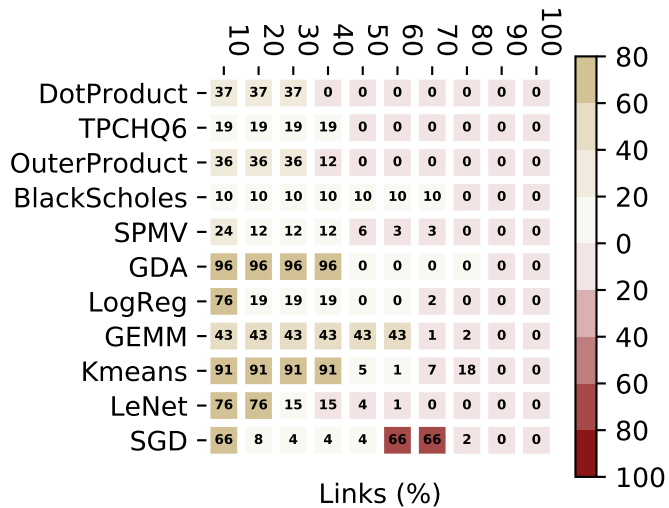 10 20 30 40 50 60 70 80 90 100
DotProduct 37 37 37 0 0 0 0 0 0 0
TPCHQ6 19 19 19 19 0 0 0 0 0 0
OuterProduct 36 36 36 12 0 0 0 0 0 0
BlackScholes 10 10 10 10 10 10 10 0 0 0
SPMV 24 12 12 12 6 3 3 0 0 0
GDA 96 96 96 96 0 0 0 0 0 0
LogReg 76 19 19 19 0 0 2 0 0 0
GEMM 43 43 43 43 43 43 1 2 0 0
Kmeans 91 91 91 91 5 1 7 18 0 0
LeNet 76 76 15 15 4 1 0 0 0 0
SGD 66 8 4 4 4 66 66 2 0 0
Links (%)
80
60
40
20
0
20
40
60
80
100